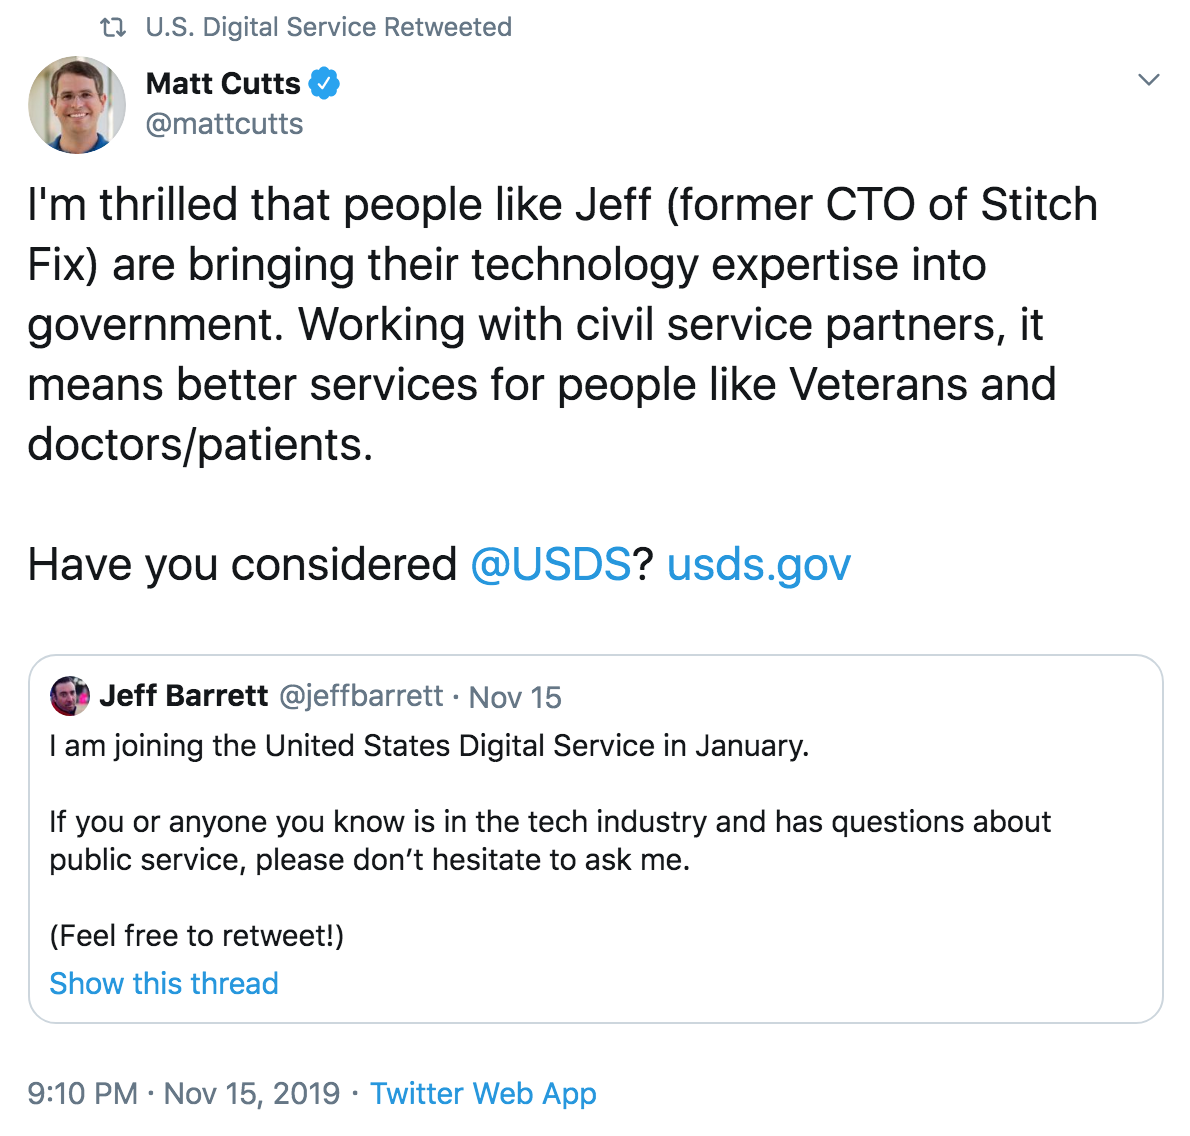 U.S. Digital Service Retweeted
Matt Cutts
@mattcutts
I'm thrilled that people like Jeff (former CTO of Stitch
Fix) are bringing their technology expertise into
government. Working with civil service partners, it
means better services for people like Veterans and
doctors/patients.
Have you considered @USDS? usds.gov
Jeff Barrett @jeffbarrett · Nov 15
I am joining the United States Digital Service in January.
If you or anyone you know is in the tech industry and has questions about
public service, please don’t hesitate to ask me.
(Feel free to retweet!)
Show this thread
9:10 PM · Nov 15, 2019 · Twitter Web App